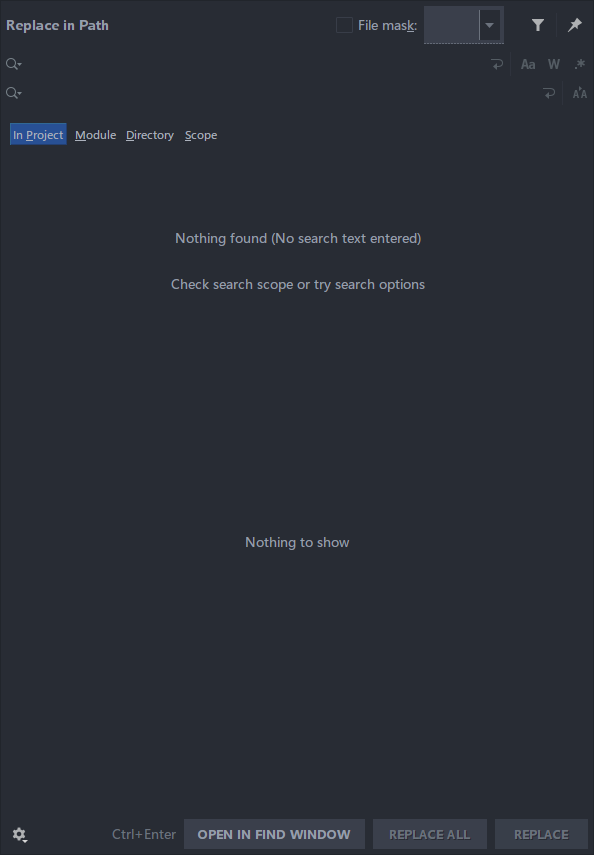 Replace in Path File mask:
Aa W .*
AA
In Project Module Directory Scope
Nothing found (No search text entered)
Check search scope or try search options
Nothing to show
Ctrl+Enter OPEN IN FIND WINDOW REPLACE ALL REPLACE